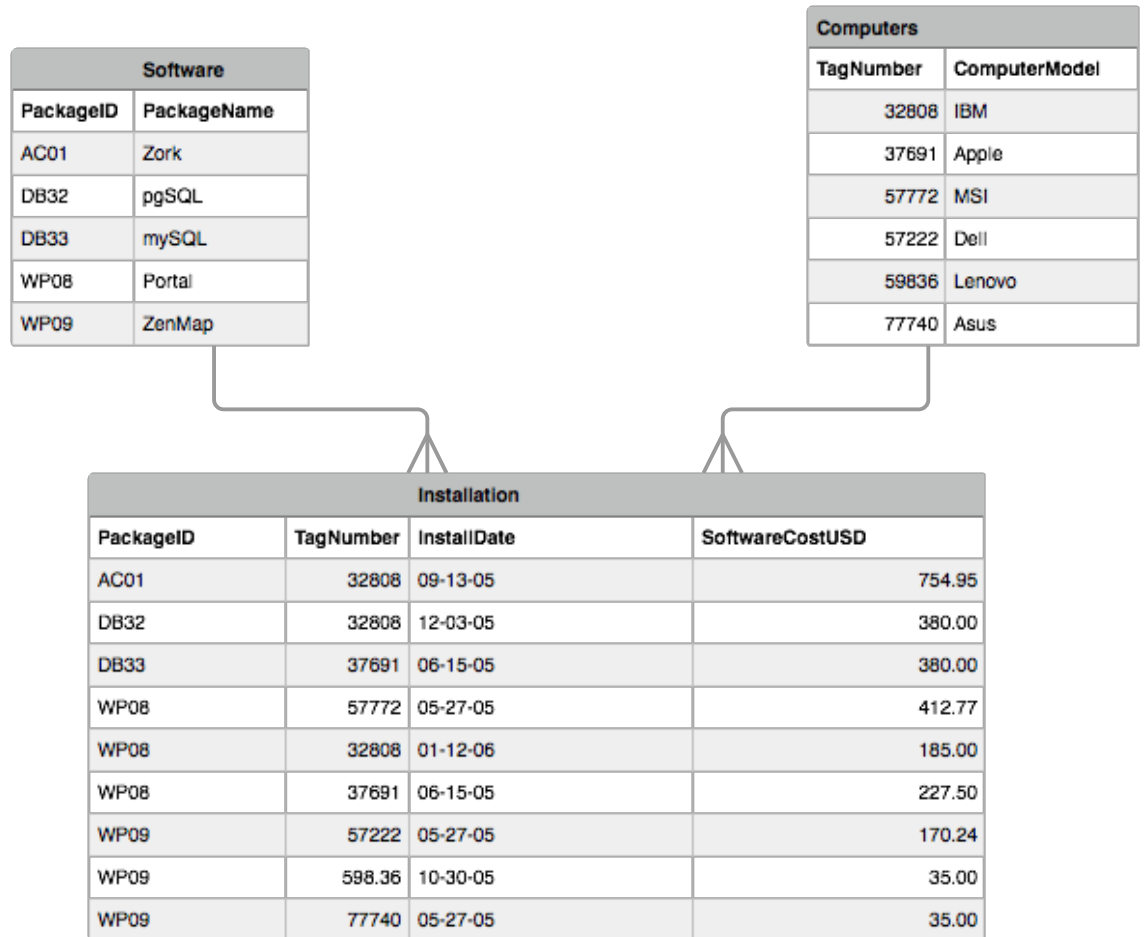 Software
PackageID PackageName
AC01 Zork
DB32 pgSQL
DB33 mySQL
WP08 Portal
WP09 ZenMap
Computers
TagNumber ComputerModel
32808 IBM
37691 Apple
57772 MSI
57222 Dell
59836 Lenovo
77740 Asus
Installation
PackageID TagNumber InstallDate SoftwareCostUSD
AC01 32808 09-13-05 754.95
DB32 32808 12-03-05 380.00
DB33 37691 06-15-05 380.00
WP08 57772 05-27-05 412.77
WP08 32808 01-12-06 185.00
WP08 37691 06-15-05 227.50
WP09 57222 05-27-05 170.24
WP09 598.36 10-30-05 35.00
WP09 77740 05-27-05 35.00